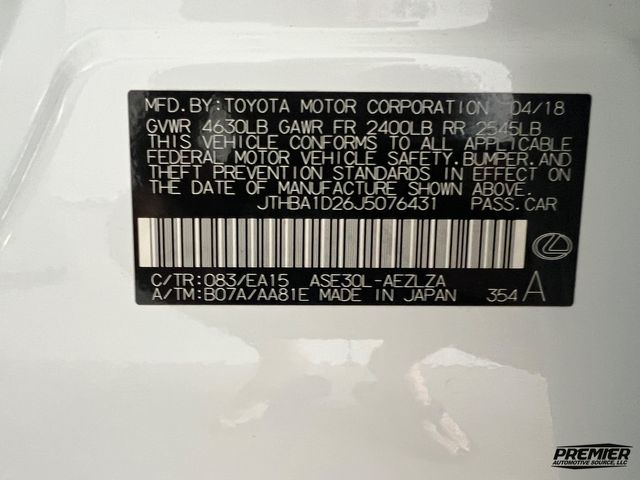 MFD.BY:TOYOTA MOTOR CORPORATION 04/18
GVWR 4630LB GAWR FR 2400LB RR 2545LB
THIS VEHICLE CONFORMS TO ALL APPLICABLE
FEDERAL MOTOR VEHICLE SAFETY.BUMPER.AND
THEFT PREVENTION STANDARDS IN EFFECT ON
THE DATE OF MANUFACTURE SHOWN ABOVE.
JTHBA1D26J5076431 PASS.CAR
C/TR:083/EA15 ASE30L-AEZLZA
A/TM:B07A/AA81E MADE IN JAPAN 354 A
PREMIER
AUTOMOTIVE SOURCE, LLC